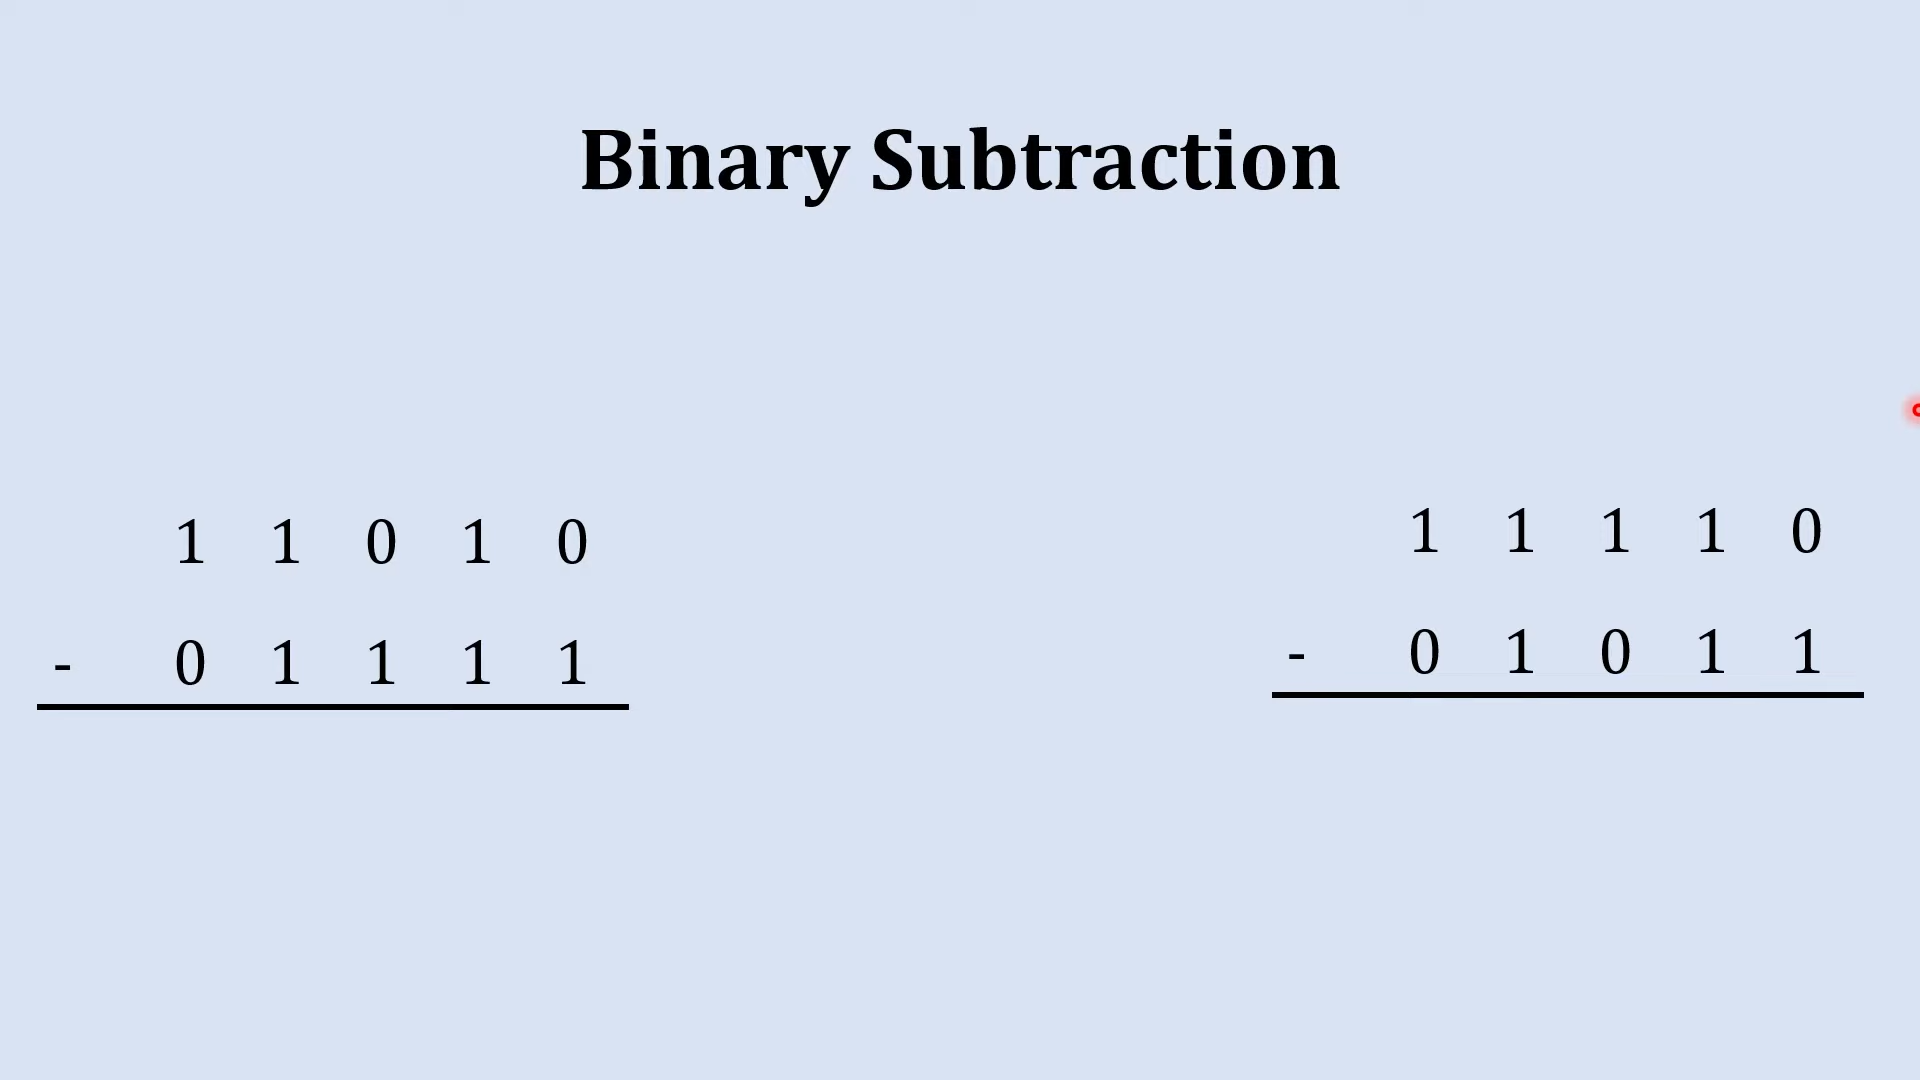 Binary Subtraction
1 1 0 1 0
- 0 1 1 1 1
1 1 1 1 0
- 0 1 0 1 1